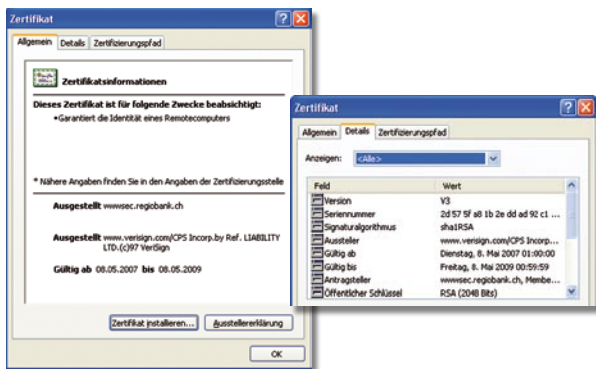 Zertifikat
Allgemein Details Zertifizierungspfad
Zertifikatsinformationen
Dieses Zertifikat ist für folgende Zwecke beabsichtigt:
•Garantiert die Identität eines Remotecomputers
* Nähere Angaben finden Sie in den Angaben der Zertifizierungsstelle
Ausgestellt wwwsec.regiobank.ch
Ausgestellt www.verisign.com/CPS Incorp.by Ref. LIABILITY
LTD.(c)97 VeriSign
Gültig ab 08.05.2007 bis 08.05.2009
Zertifikat installieren... Ausstellererklärung
OK
Zertifikat
Allgemein Details Zertifizierungspfad
Anzeigen: <Alle>
Feld Wert
Version V3
Seriennummer 2d 57 5f a8 1b 2e dd ad 92 c1 ...
Signaturalgorithmus sha1RSA
Aussteller www.verisign.com/CPS Incorp...
Gültig ab Dienstag, 8. Mai 2007 01:00:00
Gültig bis Freitag, 8. Mai 2009 00:59:59
Antragsteller wwwsec.regiobank.ch, Membe...
Öffentlicher Schlüssel RSA (2048 Bits)